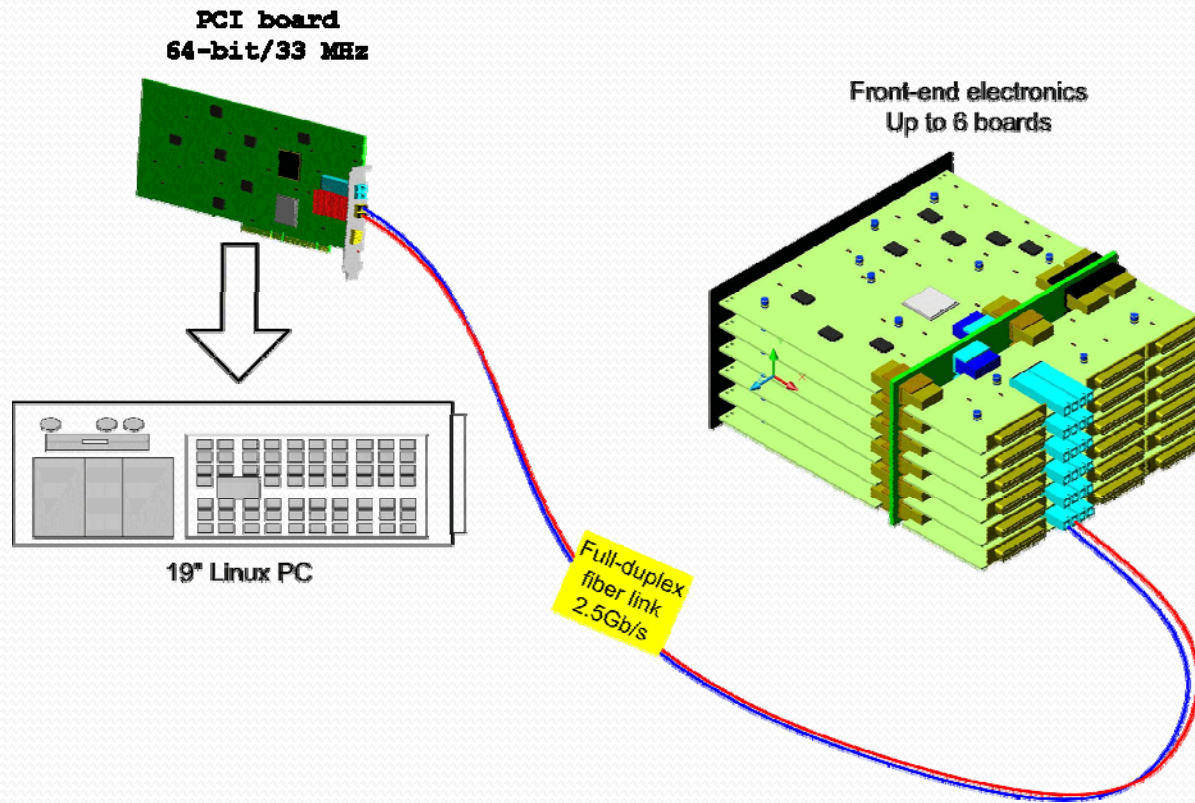 PCI board
64-bit/33 MHz
Front-end electronics
Up to 6 boards
19" Linux PC
Full-duplex
fiber link
2.5Gb/s